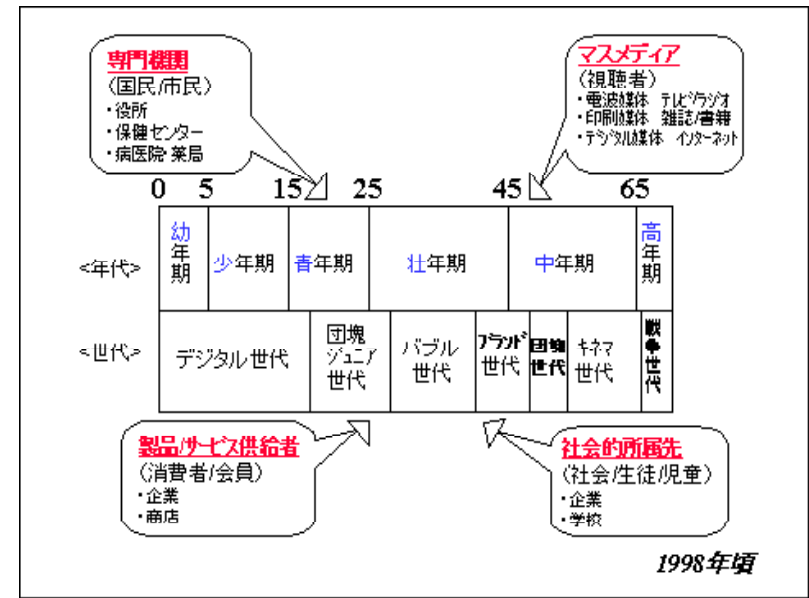 専門機関
(国民/市民)
・役所
・保健センター
・病医院・薬局
マスメディア
(視聴者)
・電波媒体 テレビ/ラジオ
・印刷媒体 雑誌/書籍
・デジタル媒体 インターネット
0 5 15 25 45 65
<年代>
幼年期
少年期
青年期
壮年期
中年期
高年期
<世代>
デジタル世代
団塊ジュニア世代
バブル世代
ブランド世代
団塊世代
キネマ世代
戦争世代
製品/サービス供給者
(消費者/会員)
・企業
・商店
社会的所属先
(社会/生徒/児童)
・企業
・学校
1998年頃